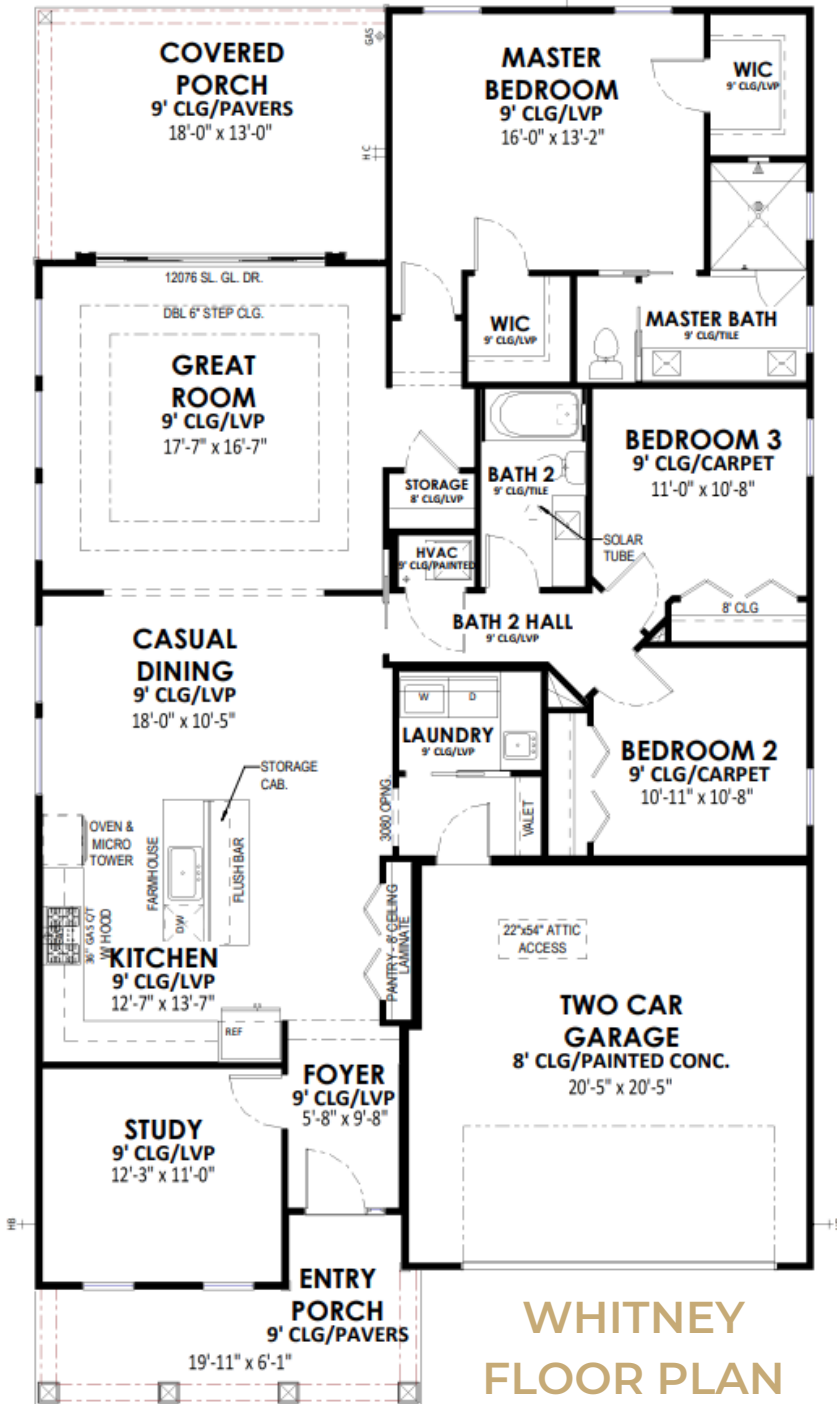 COVERED
PORCH
9' CLG/PAVERS
18'-0" x 13'-0"
GAS
H C
MASTER
BEDROOM
9' CLG/LVP
16'-0" x 13'-2"
WIC
9' CLG/LVP
12076 SL. GL. DR.
DBL 6" STEP CLG.
GREAT
ROOM
9' CLG/LVP
17'-7" x 16'-7"
WIC
9' CLG/LVP
MASTER BATH
9' CLG/TILE
STORAGE
8' CLG/LVP
BATH 2
9' CLG/TILE
BEDROOM 3
9' CLG/CARPET
11'-0" x 10'-8"
SOLAR
TUBE
HVAC
9' CLG/PAINTED
8' CLG
BATH 2 HALL
9' CLG/LVP
CASUAL
DINING
9' CLG/LVP
18'-0" x 10'-5"
W
D
LAUNDRY
9' CLG/LVP
BEDROOM 2
9' CLG/CARPET
10'-11" x 10'-8"
STORAGE
CAB.
3080 OPNG.
VALET
OVEN &
MICRO
TOWER
FARMHOUSE
FLUSH BAR
DW
36" GAS C/T
W/ HOOD
PANTRY - 8' CEILING
LAMINATE
KITCHEN
9' CLG/LVP
12'-7" x 13'-7"
REF
22"x54" ATTIC
ACCESS
TWO CAR
GARAGE
8' CLG/PAINTED CONC.
20'-5" x 20'-5"
FOYER
9' CLG/LVP
5'-8" x 9'-8"
STUDY
9' CLG/LVP
12'-3" x 11'-0"
HB
ENTRY
PORCH
9' CLG/PAVERS
19'-11" x 6'-1"
WHITNEY
FLOOR PLAN